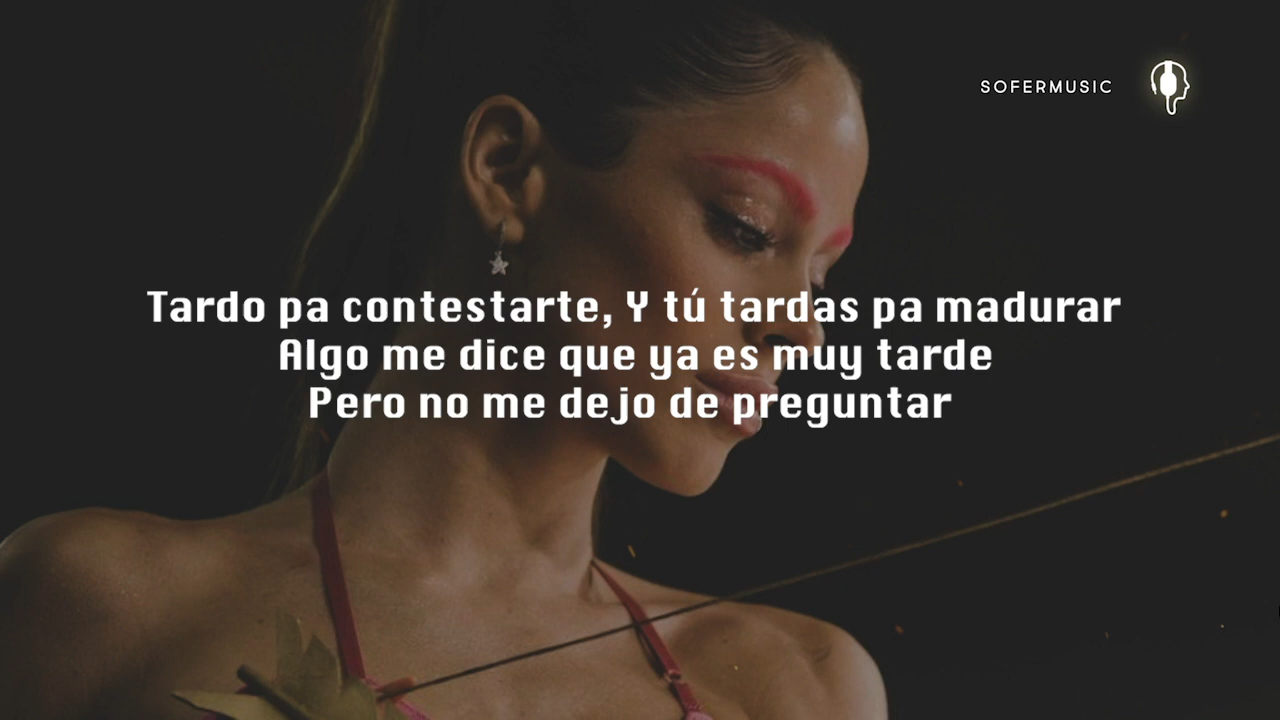 SOFERMUSIC
Tardo pa contestarte, Y tú tardas pa madurar
Algo me dice que ya es muy tarde
Pero no me dejo de preguntar